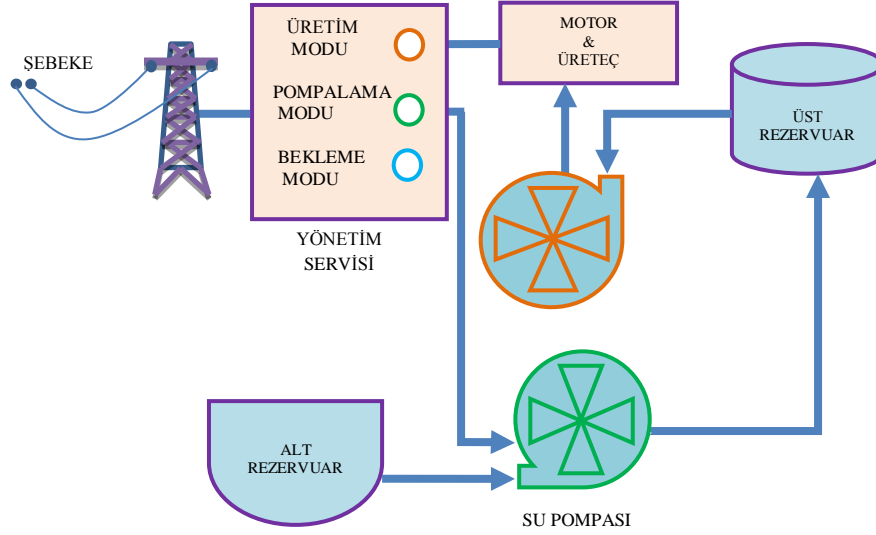 ŞEBEKE
ÜRETİM
MODU
POMPALAMA
MODU
BEKLEME
MODU
YÖNETİM
SERVİSİ
MOTOR
&
ÜRETEÇ
ÜST
REZERVUAR
ALT
REZERVUAR
SU POMPASI